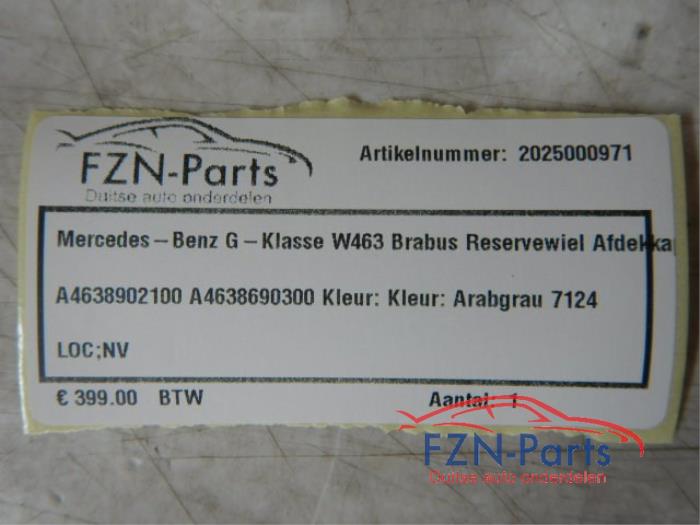 FZN-Parts
Duitse auto onderdelen
Artikelnummer: 2025000971
Mercedes-Benz G-Klasse W463 Brabus Reservewiel Afdekka
A4638902100 A4638690300 Kleur: Kleur: Arabgrau 7124
LOC;NV
€ 399.00 BTW
Aantal: 1
FZN-Parts
Duitse auto onderdelen